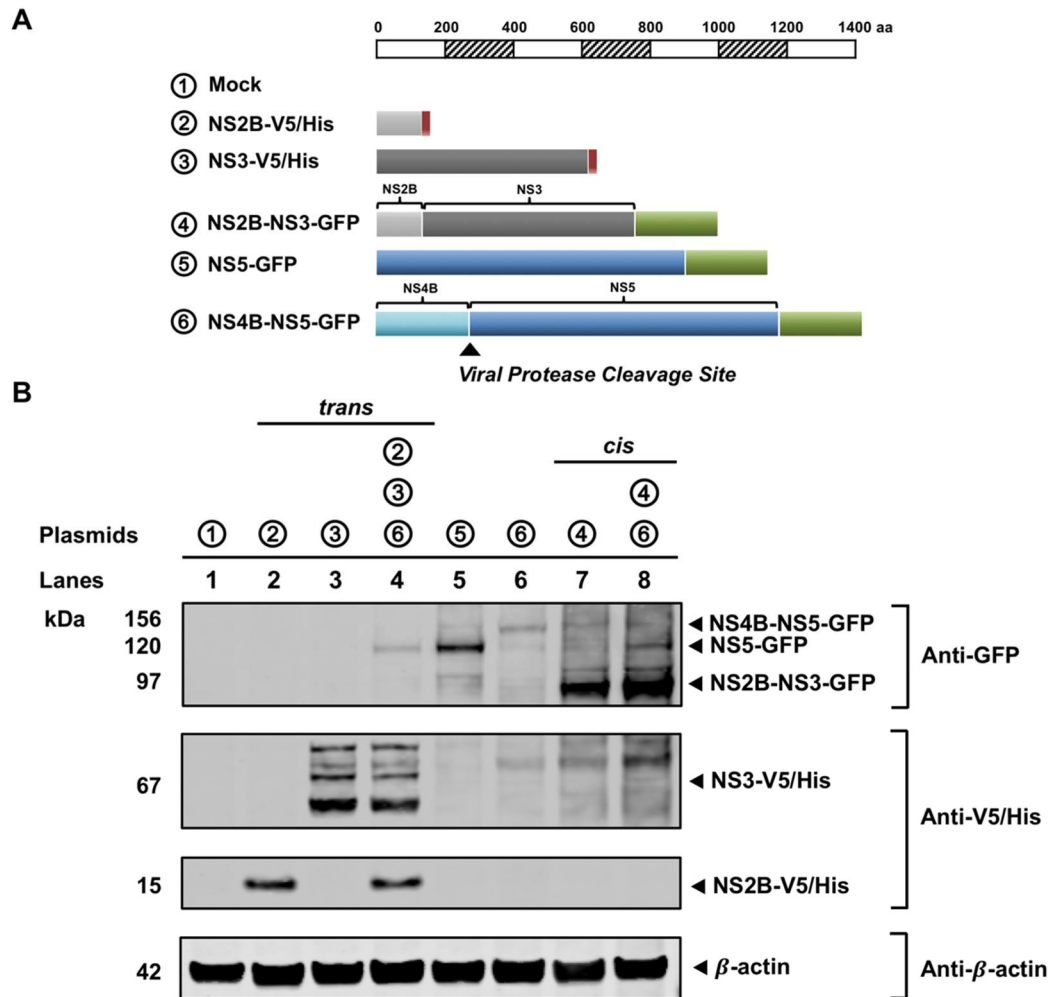 A
0 200 400 600 800 1000 1200 1400 aa
① Mock
② NS2B-V5/His
③ NS3-V5/His
NS2B NS3
④ NS2B-NS3-GFP
⑤ NS5-GFP
NS4B NS5
⑥ NS4B-NS5-GFP
Viral Protease Cleavage Site
B
trans
②
cis
③ ④
Plasmids ① ② ③ ⑥ ⑤ ⑥ ④ ⑥
Lanes 1 2 3 4 5 6 7 8
kDa
156 NS4B-NS5-GFP
120 NS5-GFP
Anti-GFP
97 NS2B-NS3-GFP
67 NS3-V5/His
Anti-V5/His
15 NS2B-V5/His
42 β-actin Anti-β-actin